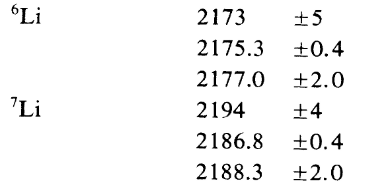 ⁶Li 2173 ±5
2175.3 ±0.4
2177.0 ±2.0
⁷Li 2194 ±4
2186.8 ±0.4
2188.3 ±2.0